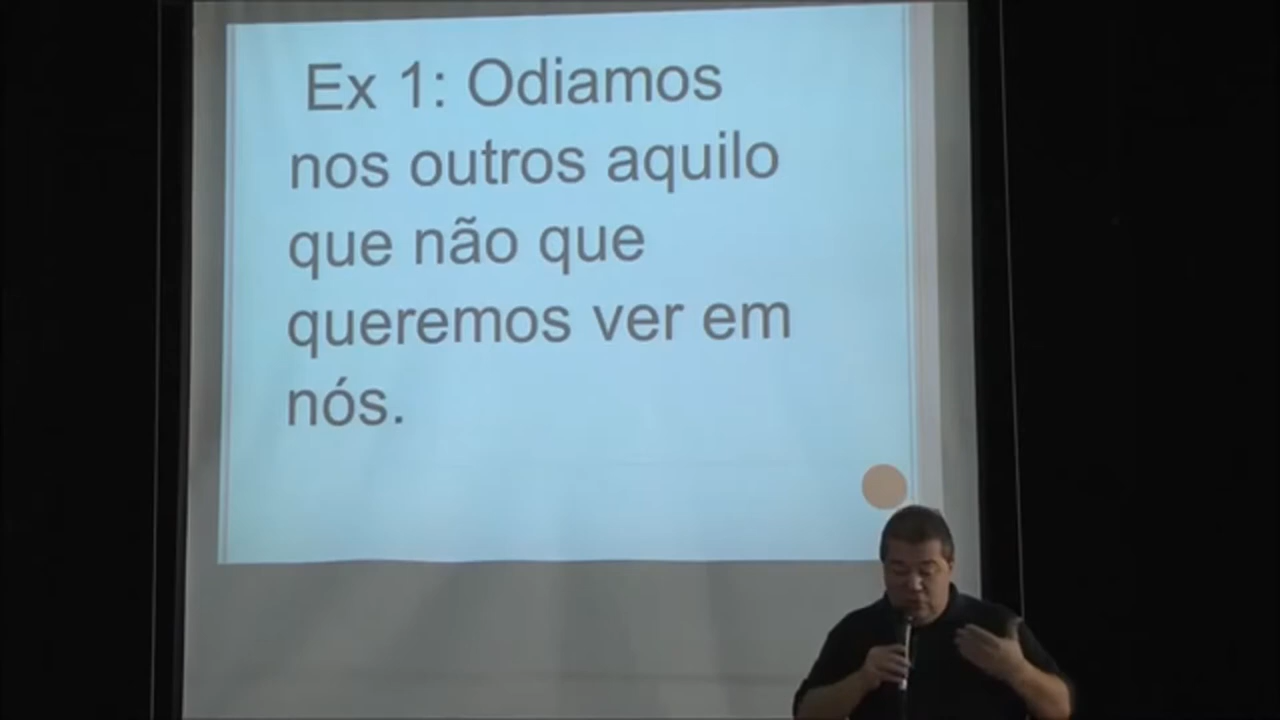 Ex 1: Odiamos
nos outros aquilo
que não que
queremos ver em
nós.